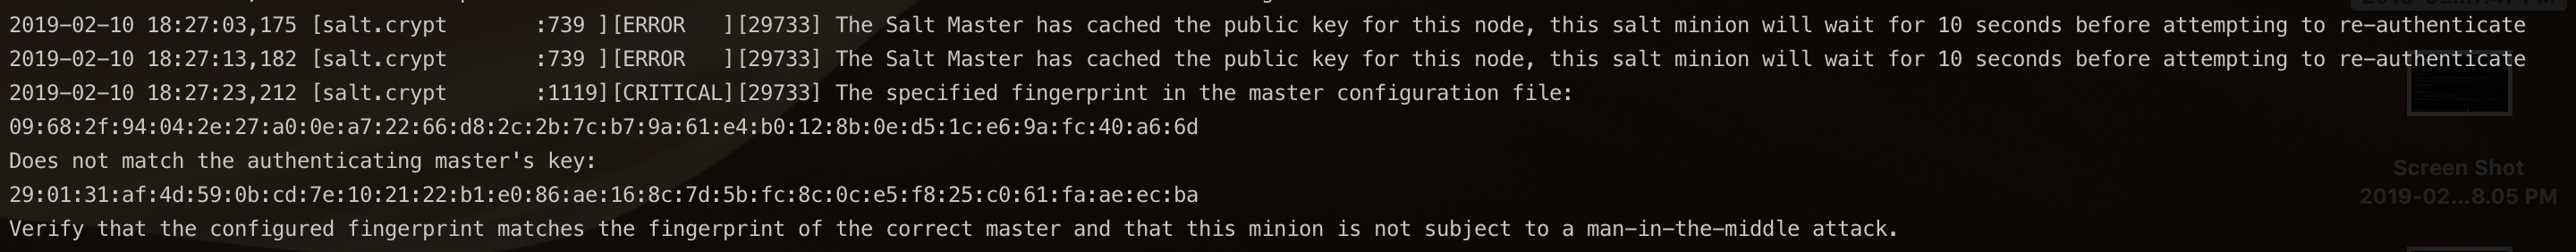 2019-02-10 18:27:03,175 [salt.crypt       :739 ][ERROR   ][29733] The Salt Master has cached the public key for this node, this salt minion will wait for 10 seconds before attempting to re-authenticate
2019-02-10 18:27:13,182 [salt.crypt       :739 ][ERROR   ][29733] The Salt Master has cached the public key for this node, this salt minion will wait for 10 seconds before attempting to re-authenticate
2019-02-10 18:27:23,212 [salt.crypt       :1119][CRITICAL][29733] The specified fingerprint in the master configuration file:
09:68:2f:94:04:2e:27:a0:0e:a7:22:66:d8:2c:2b:7c:b7:9a:61:e4:b0:12:8b:0e:d5:1c:e6:9a:fc:40:a6:6d
Does not match the authenticating master's key:
29:01:31:af:4d:59:0b:cd:7e:10:21:22:b1:e0:86:ae:16:8c:7d:5b:fc:8c:0c:e5:f8:25:c0:61:fa:ae:ec:ba
Verify that the configured fingerprint matches the fingerprint of the correct master and that this minion is not subject to a man-in-the-middle attack.
Screen Shot
2019-02...8.05 PM